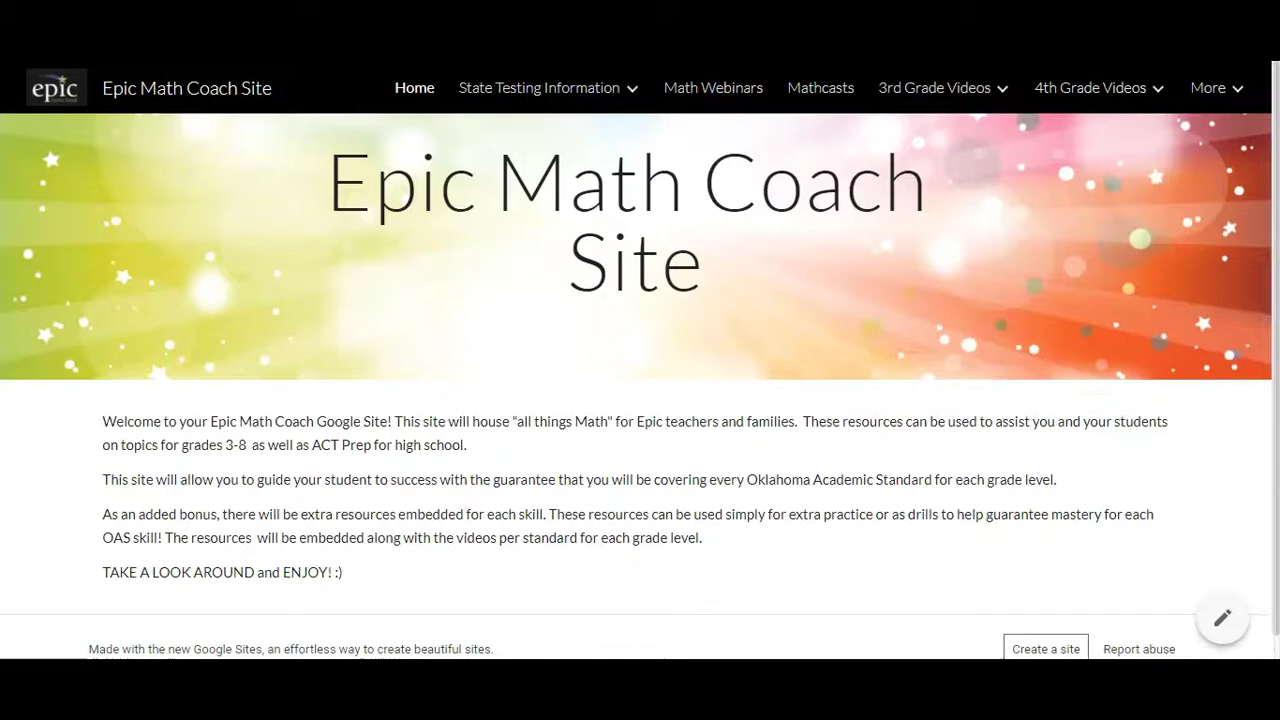 epic
Epic Math Coach Site
Home
State Testing Information
Math Webinars
Mathcasts
3rd Grade Videos
4th Grade Videos
More
Epic Math Coach
Site
Welcome to your Epic Math Coach Google Site! This site will house "all things Math" for Epic teachers and families. These resources can be used to assist you and your students
on topics for grades 3-8 as well as ACT Prep for high school.
This site will allow you to guide your student to success with the guarantee that you will be covering every Oklahoma Academic Standard for each grade level.
As an added bonus, there will be extra resources embedded for each skill. These resources can be used simply for extra practice or as drills to help guarantee mastery for each
OAS skill! The resources will be embedded along with the videos per standard for each grade level.
TAKE A LOOK AROUND and ENJOY! :)
Made with the new Google Sites, an effortless way to create beautiful sites.
Create a site
Report abuse